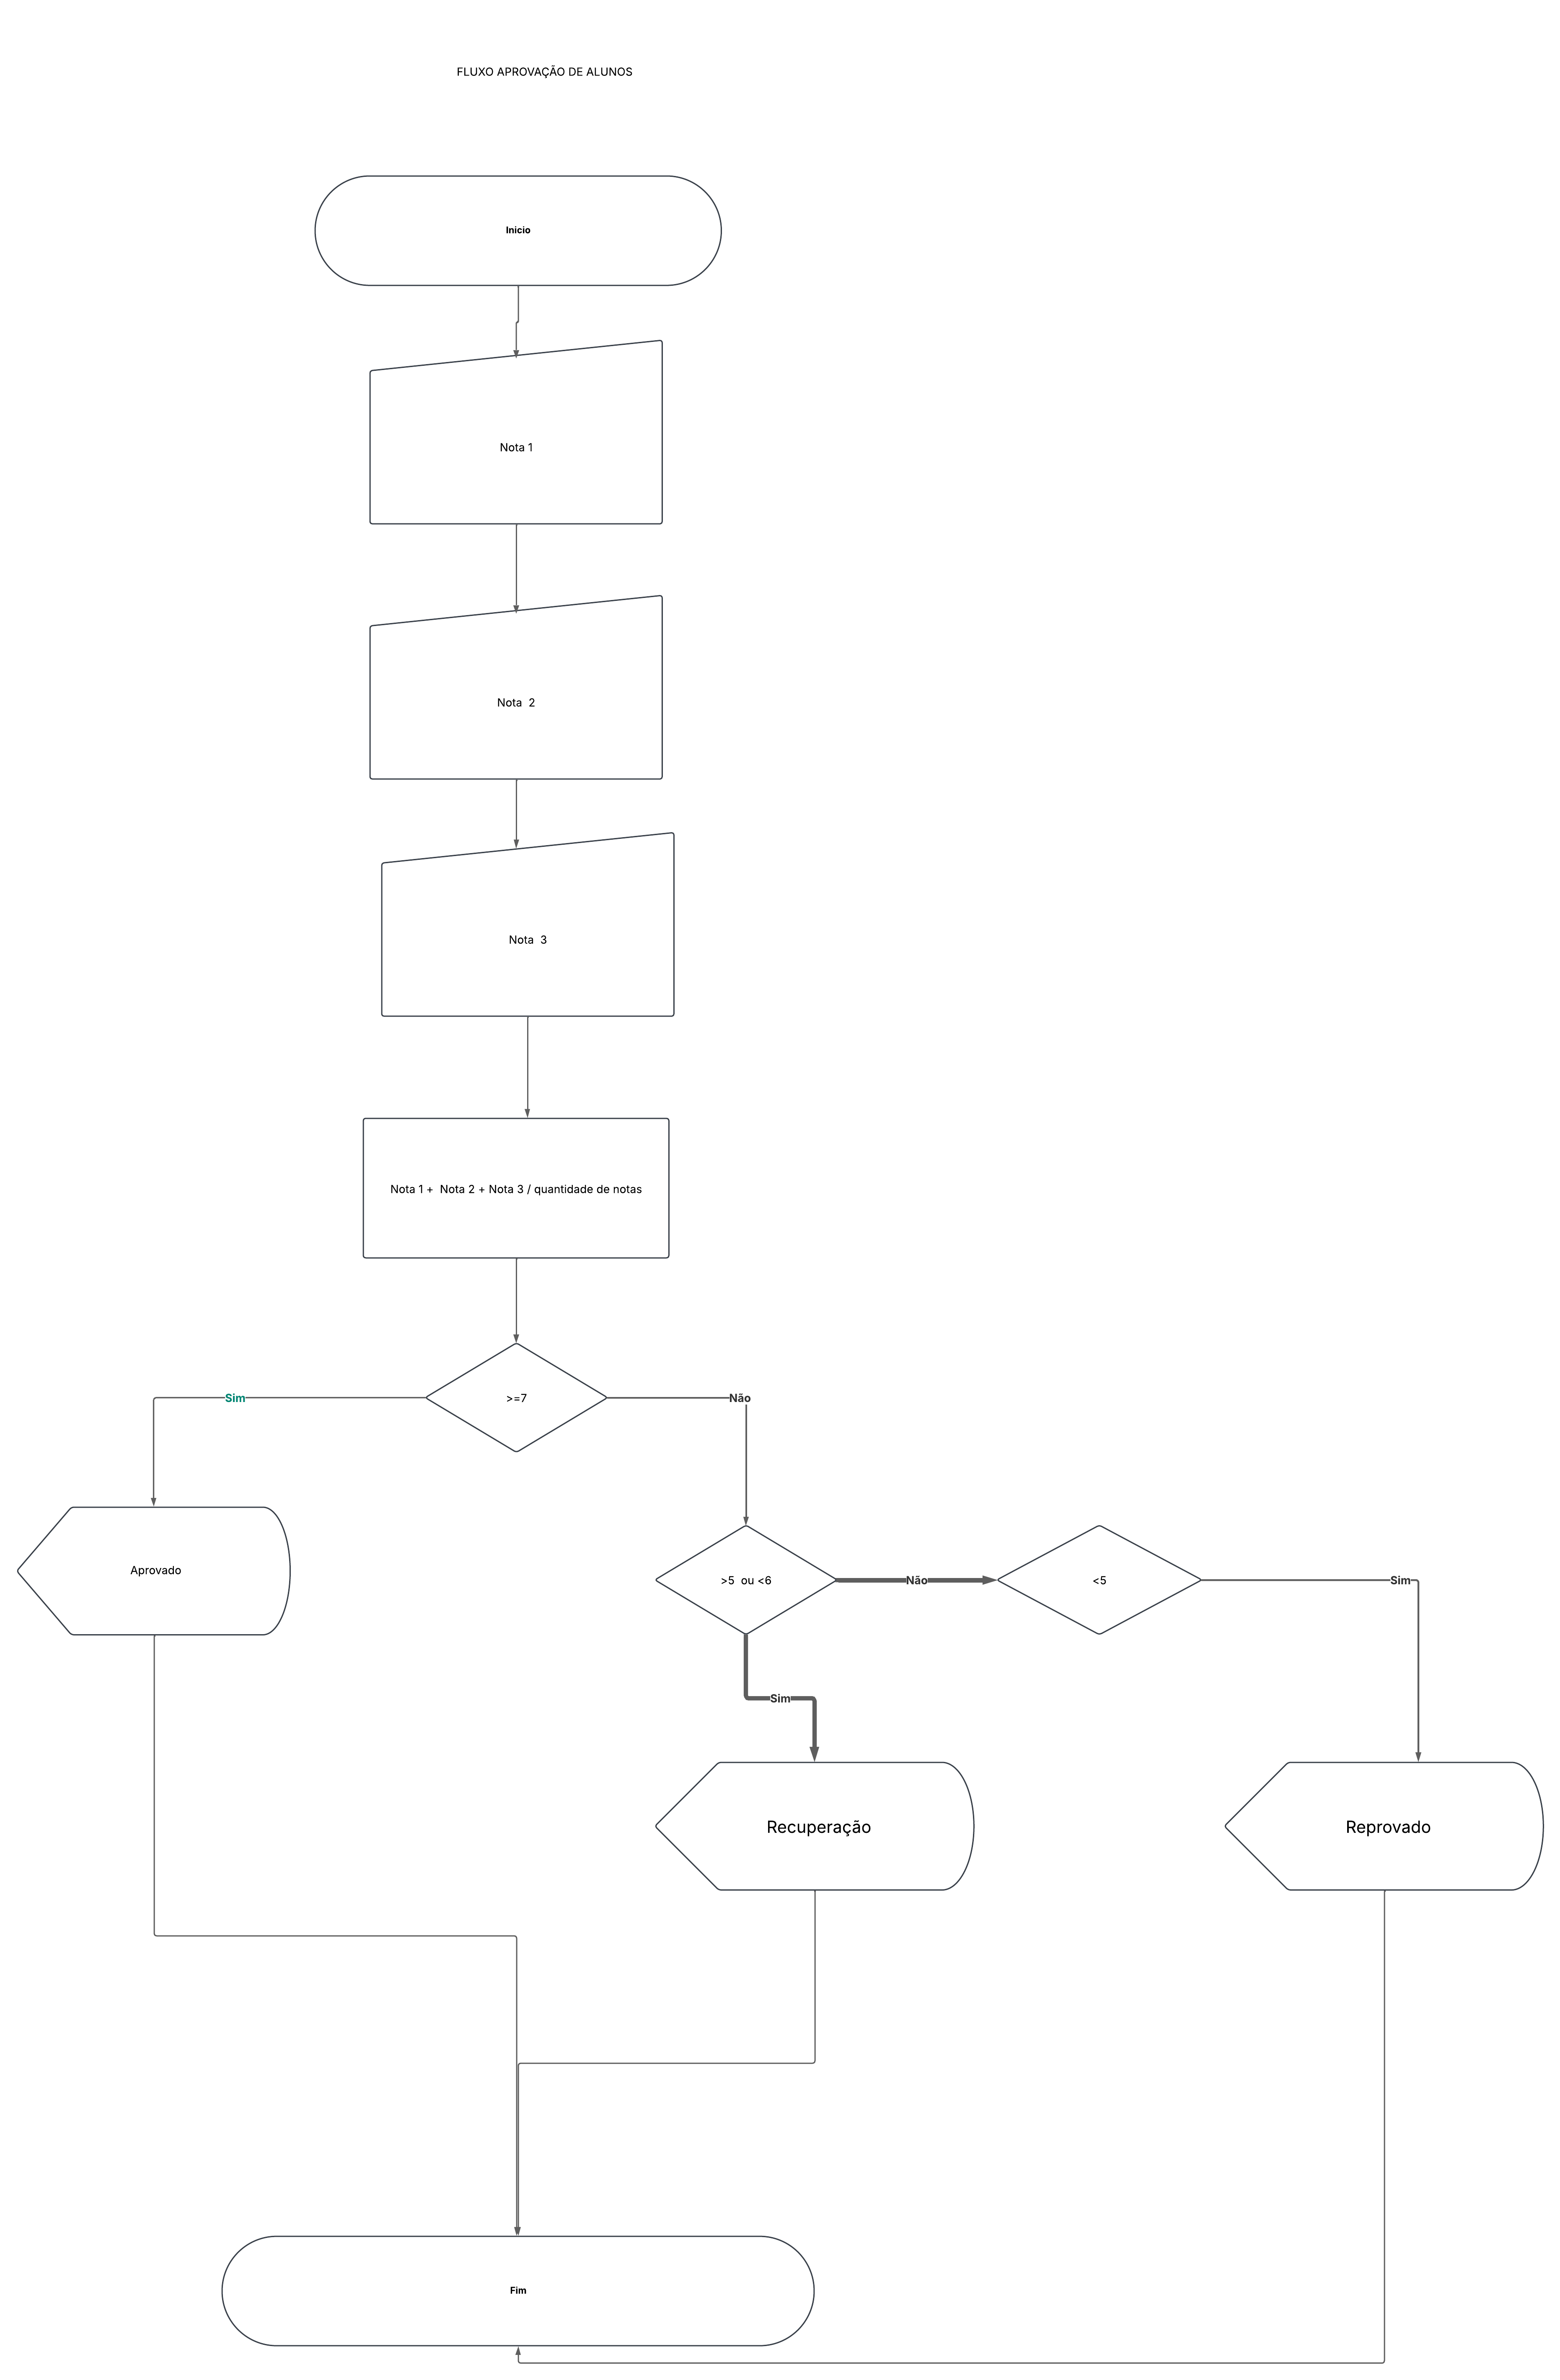 FLUXO APROVAÇÃO DE ALUNOS
Inicio
Nota 1
Nota  2
Nota  3
Nota 1 +  Nota 2 + Nota 3 / quantidade de notas
Sim
>=7
Não
Aprovado
>5  ou <6
Não
<5
Sim
Sim
Recuperação
Reprovado
Fim